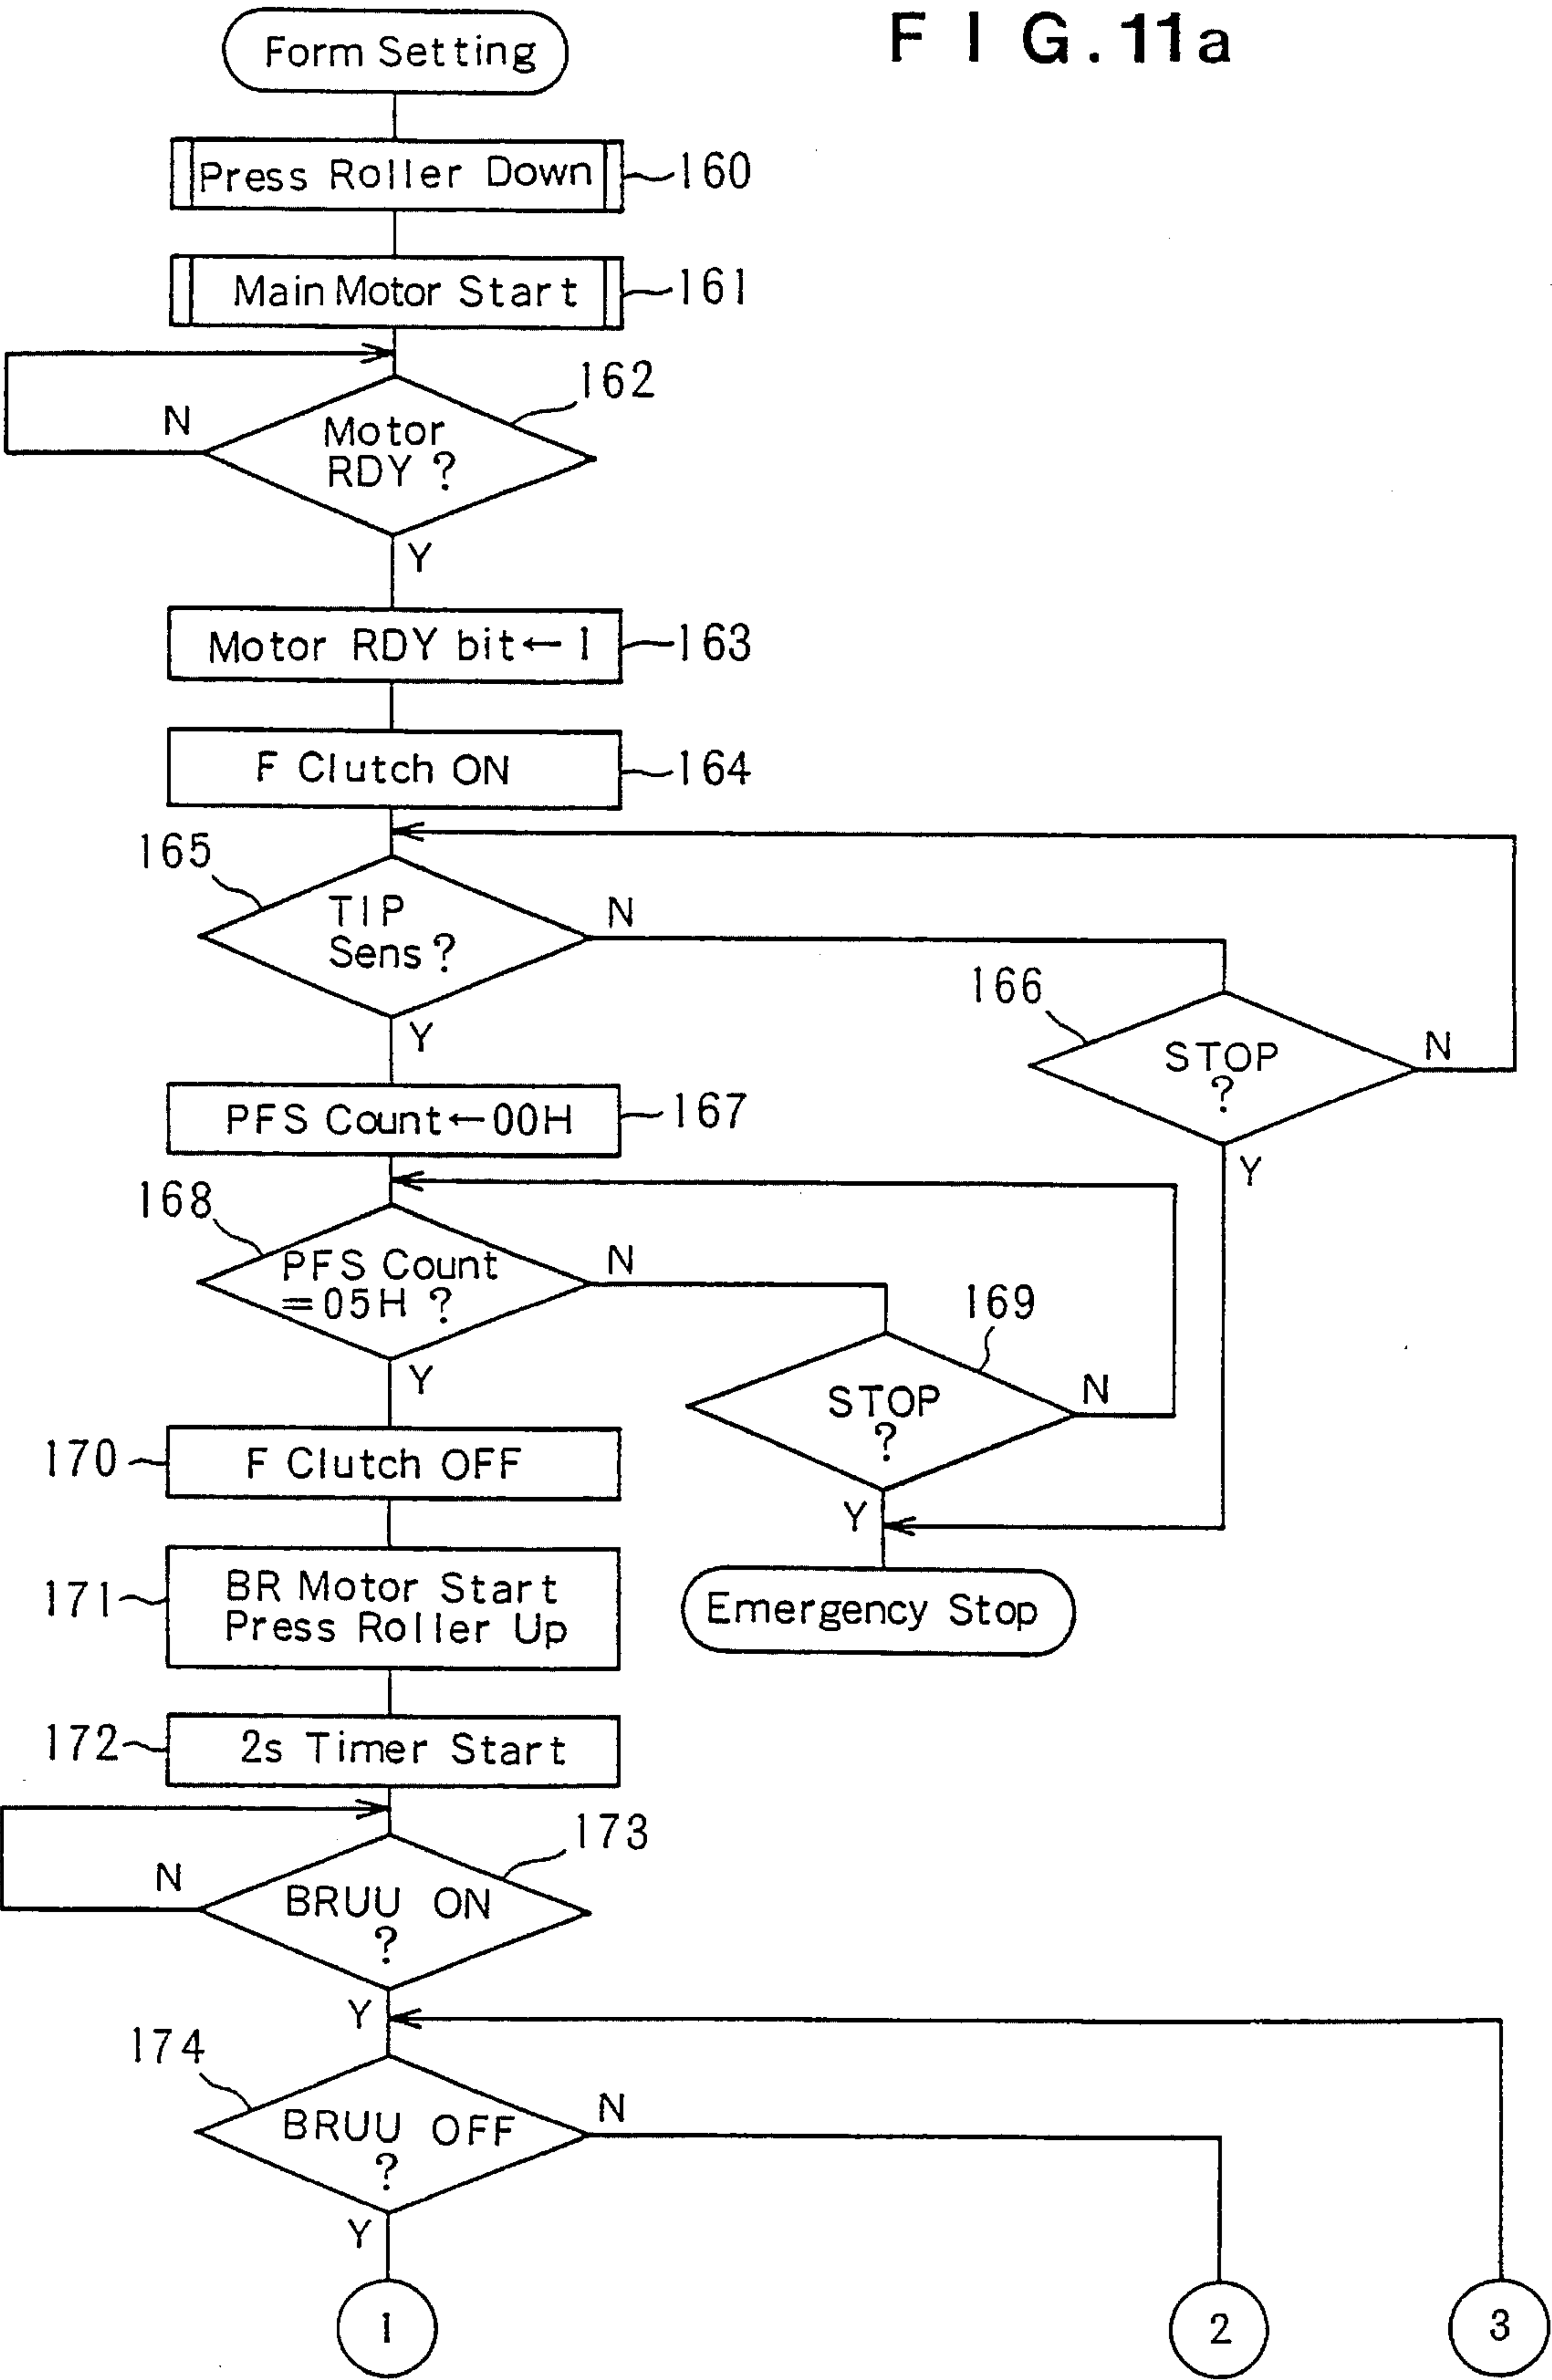 FIG.11a
Form Setting
Press Roller Down
160
Main Motor Start
161
162
N
Motor
RDY ?
Y
Motor RDY bit←1
163
F Clutch ON
164
165
TIP
Sens?
N
Y
166
STOP
?
N
Y
PFS Count←00H
167
168
PFS Count
=05H ?
N
Y
169
STOP
?
N
Y
170
F Clutch OFF
171
BR Motor Start
Press Roller Up
Emergency Stop
172
2s Timer Start
173
N
BRUU ON
?
Y
174
BRUU OFF
?
N
Y
1
2
3